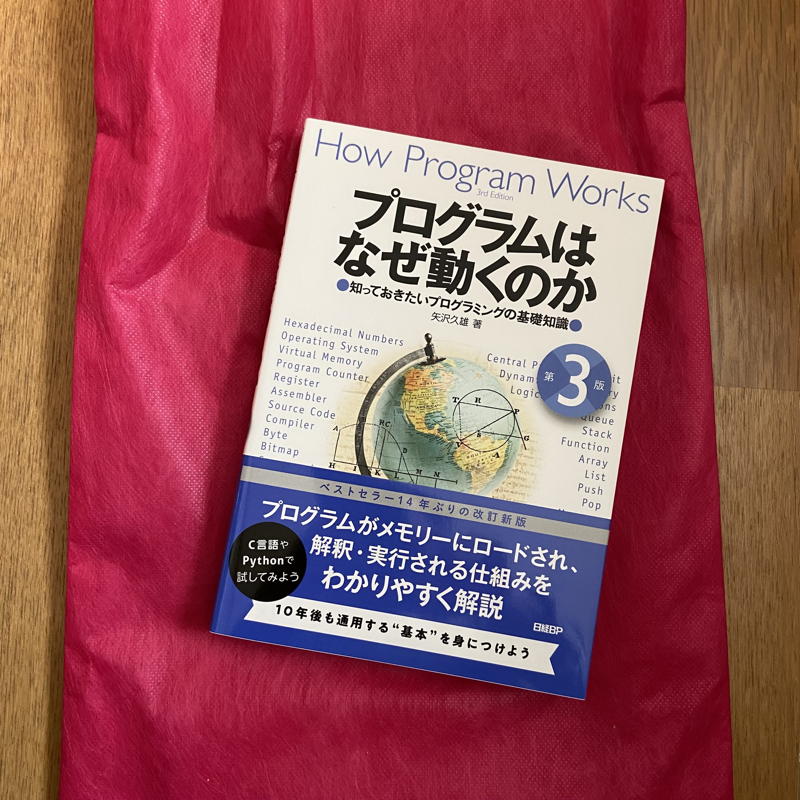 How Program Works
3rd Edition
プログラムは
なぜ動くのか
●知っておきたいプログラミングの基礎知識●
矢沢久雄 著
Hexadecimal Numbers
Operating System
Virtual Memory
Program Counter
Register
Assembler
Source Code
Compiler
Byte
Bitmap
Central
Queue
Stack
Function
Array
List
Push
Pop
第3版
ベストセラー14年ぶりの改訂新版
プログラムがメモリーにロードされ、
解釈・実行される仕組みを
わかりやすく解説
C言語や
Pythonで
試してみよう
10年後も通用する“基本”を身につけよう
日経BP